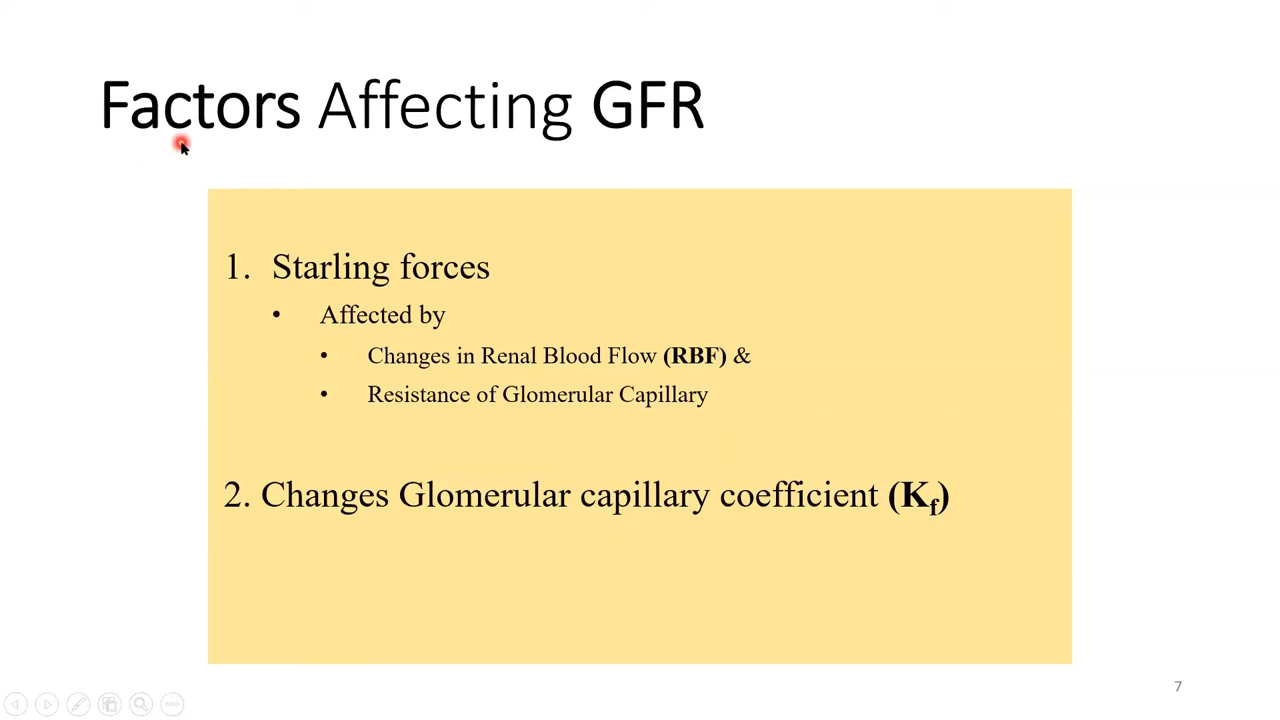 Factors Affecting GFR
1. Starling forces
• Affected by
• Changes in Renal Blood Flow (RBF) &
• Resistance of Glomerular Capillary
2. Changes Glomerular capillary coefficient (Kf)
7